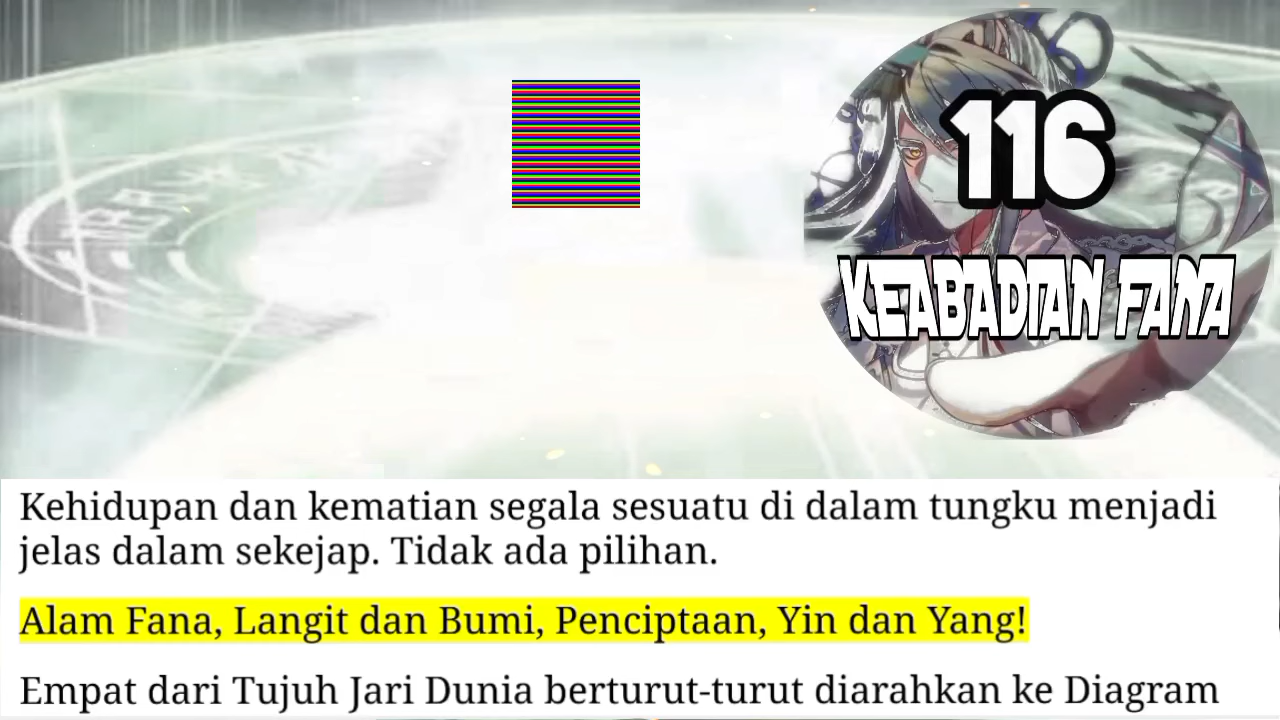 116
KEABADIAN FANA
Kehidupan dan kematian segala sesuatu di dalam tungku menjadi
jelas dalam sekejap. Tidak ada pilihan.
Alam Fana, Langit dan Bumi, Penciptaan, Yin dan Yang!
Empat dari Tujuh Jari Dunia berturut-turut diarahkan ke Diagram